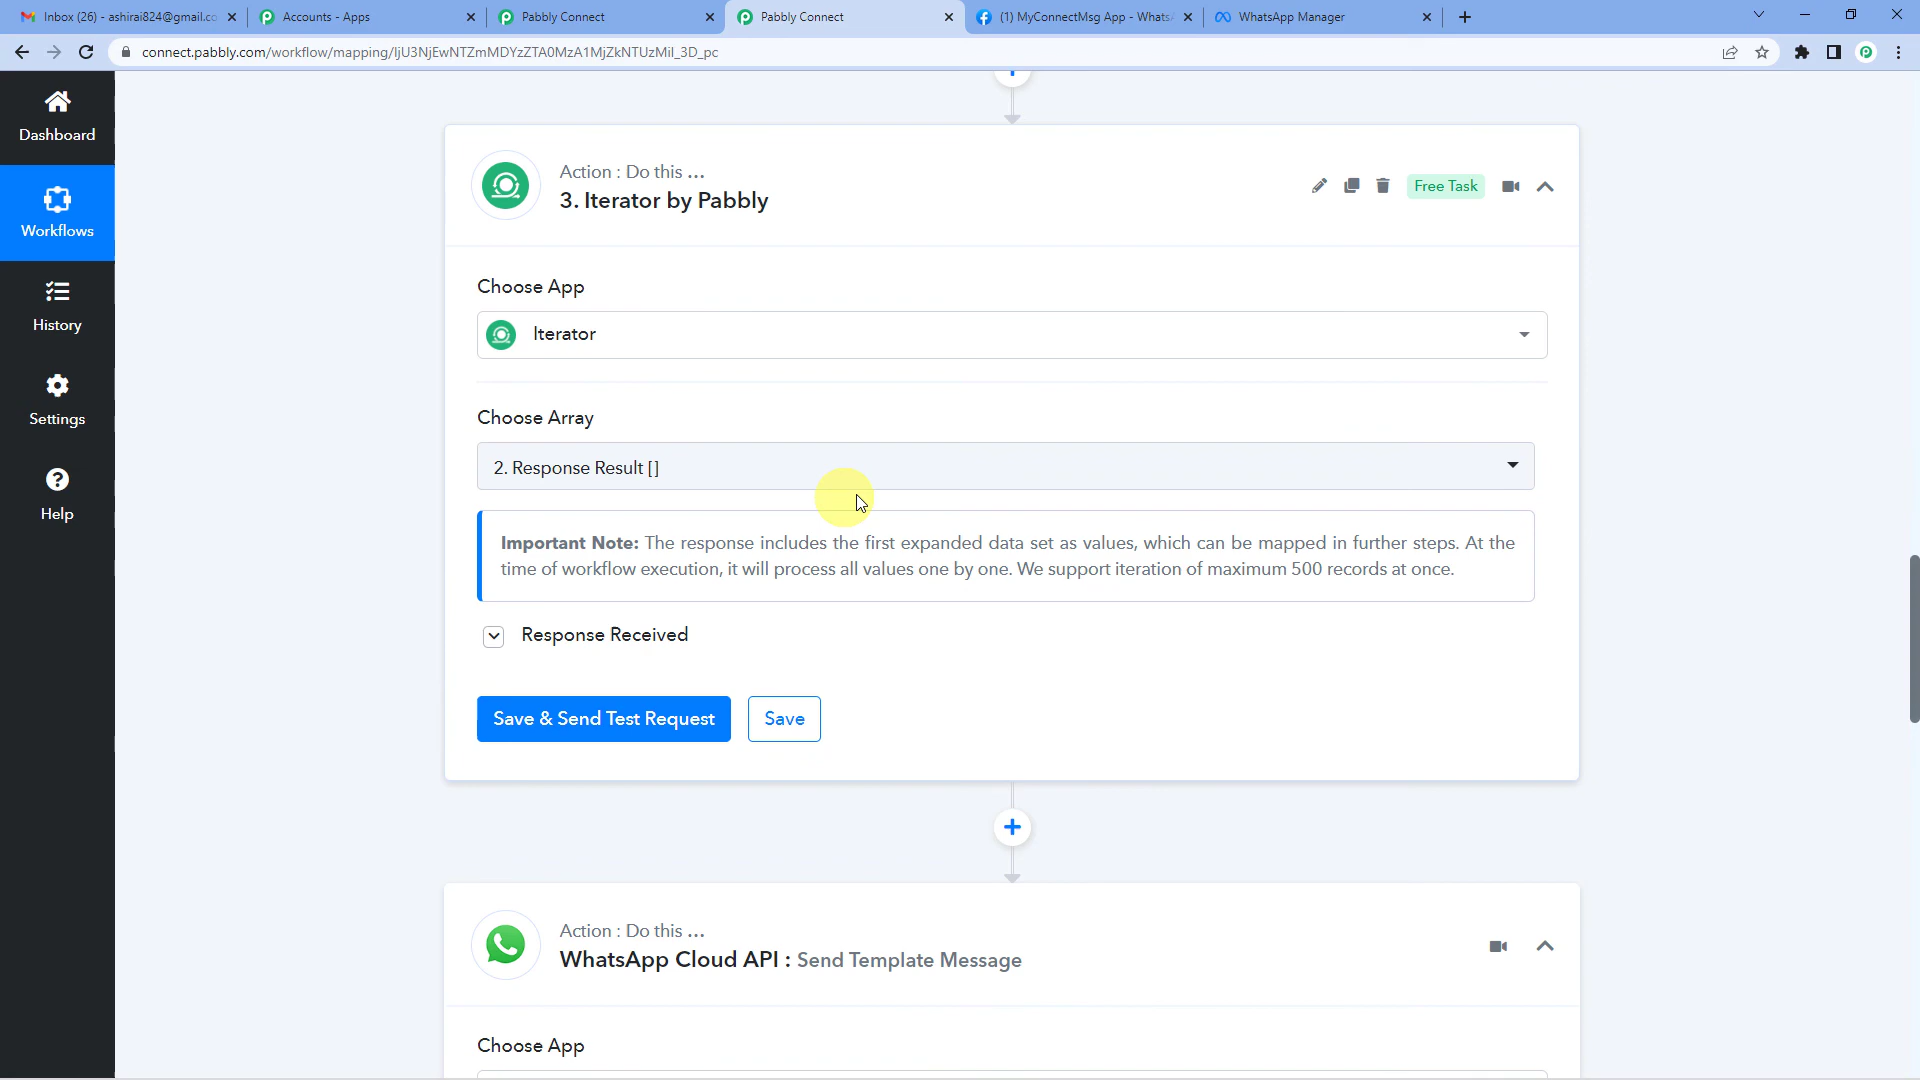 Inbox (26) - ashirai824@gmail.co
Accounts - Apps
Pabbly Connect
Pabbly Connect
(1) MyConnectMsg App - Whats
WhatsApp Manager
connect.pabbly.com/workflow/mapping/IjU3NjEwNTZmMDYzZTA0MzA1MjZkNTUzMiI_3D_pc
Dashboard
Workflows
History
Settings
Help
Action : Do this ...
3. Iterator by Pabbly
Free Task
Choose App
Iterator
Choose Array
2. Response Result []
Important Note: The response includes the first expanded data set as values, which can be mapped in further steps. At the
time of workflow execution, it will process all values one by one. We support iteration of maximum 500 records at once.
Response Received
Save & Send Test Request
Save
Action : Do this ...
WhatsApp Cloud API : Send Template Message
Choose App